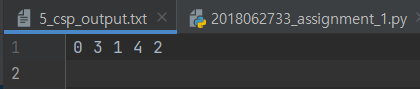 5_csp_output.txt 2018062733_assignment_1.py
1 0 3 1 4 2
2